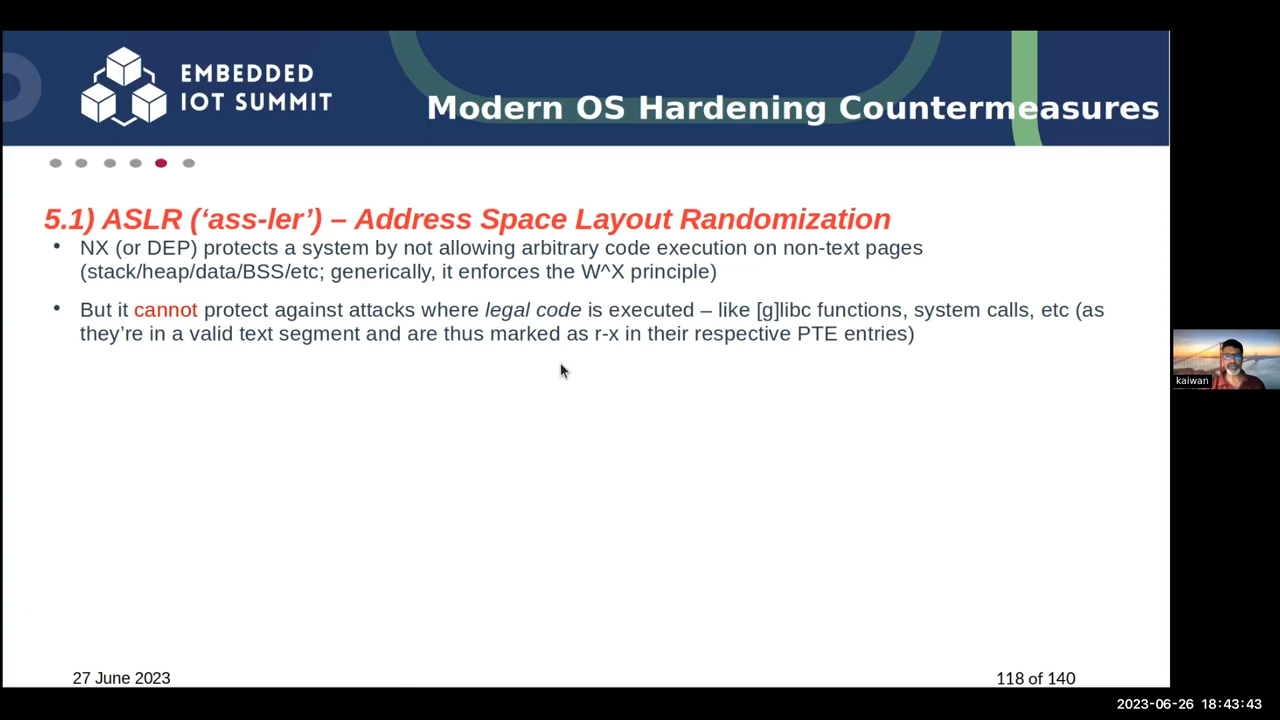 EMBEDDED
IOT SUMMIT
Modern OS Hardening Countermeasures
5.1) ASLR (‘ass-ler’) – Address Space Layout Randomization
• NX (or DEP) protects a system by not allowing arbitrary code execution on non-text pages
(stack/heap/data/BSS/etc; generically, it enforces the W^X principle)
• But it cannot protect against attacks where legal code is executed – like [g]libc functions, system calls, etc (as
they’re in a valid text segment and are thus marked as r-x in their respective PTE entries)
kaiwan
27 June 2023
118 of 140
2023-06-26 18:43:43